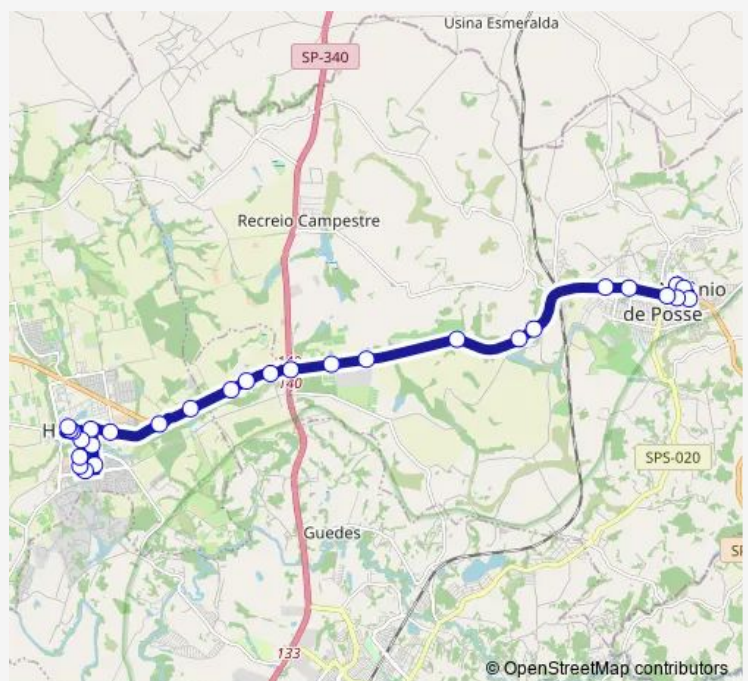 Usina Esmeralda
SP-340
Recreio Campestre
nio
de Posse
140
H
SPS-020
Guedes
133
© OpenStreetMap contributors